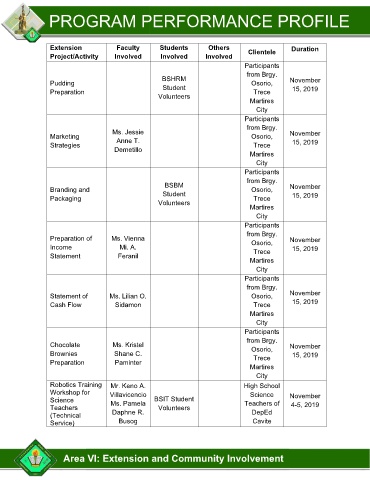 PROGRAM PERFORMANCE PROFILE
Extension Project/Activity
Faculty Involved
Students Involved
Others Involved
Clientele
Duration
Pudding Preparation
BSHRM Student Volunteers
Participants from Brgy. Osorio, Trece Martires City
November 15, 2019
Marketing Strategies
Ms. Jessie Anne T. Demetillo
Participants from Brgy. Osorio, Trece Martires City
November 15, 2019
Branding and Packaging
BSBM Student Volunteers
Participants from Brgy. Osorio, Trece Martires City
November 15, 2019
Preparation of Income Statement
Ms. Vienna Mi. A. Feranil
Participants from Brgy. Osorio, Trece Martires City
November 15, 2019
Statement of Cash Flow
Ms. Lilian O. Sidamon
Participants from Brgy. Osorio, Trece Martires City
November 15, 2019
Chocolate Brownies Preparation
Ms. Kristel Shane C. Paminter
Participants from Brgy. Osorio, Trece Martires City
November 15, 2019
Robotics Training Workshop for Science Teachers (Technical Service)
Mr. Keno A. Villavicencio Ms. Pamela Daphne R. Busog
BSIT Student Volunteers
High School Science Teachers of DepEd Cavite
November 4-5, 2019
Area VI: Extension and Community Involvement